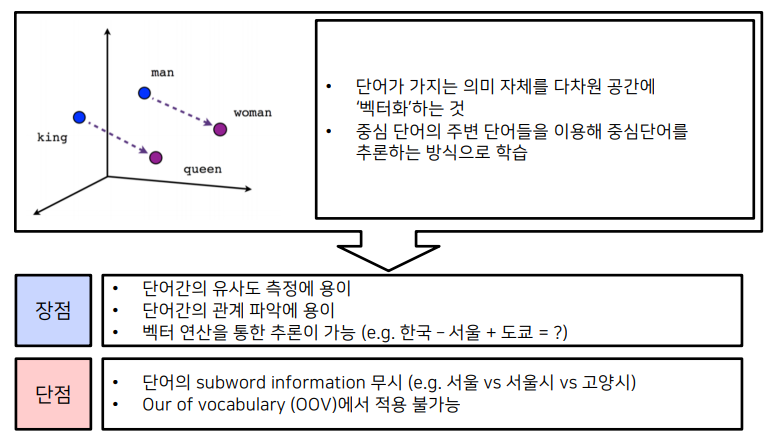 man
woman
king
queen
• 단어가 가지는 의미 자체를 다차원 공간에
‘벡터화’하는 것
• 중심 단어의 주변 단어들을 이용해 중심단어를
추론하는 방식으로 학습
장점
• 단어간의 유사도 측정에 용이
• 단어간의 관계 파악에 용이
• 벡터 연산을 통한 추론이 가능 (e.g. 한국 – 서울 + 도쿄 = ?)
단점
• 단어의 subword information 무시 (e.g. 서울 vs 서울시 vs 고양시)
• Our of vocabulary (OOV)에서 적용 불가능